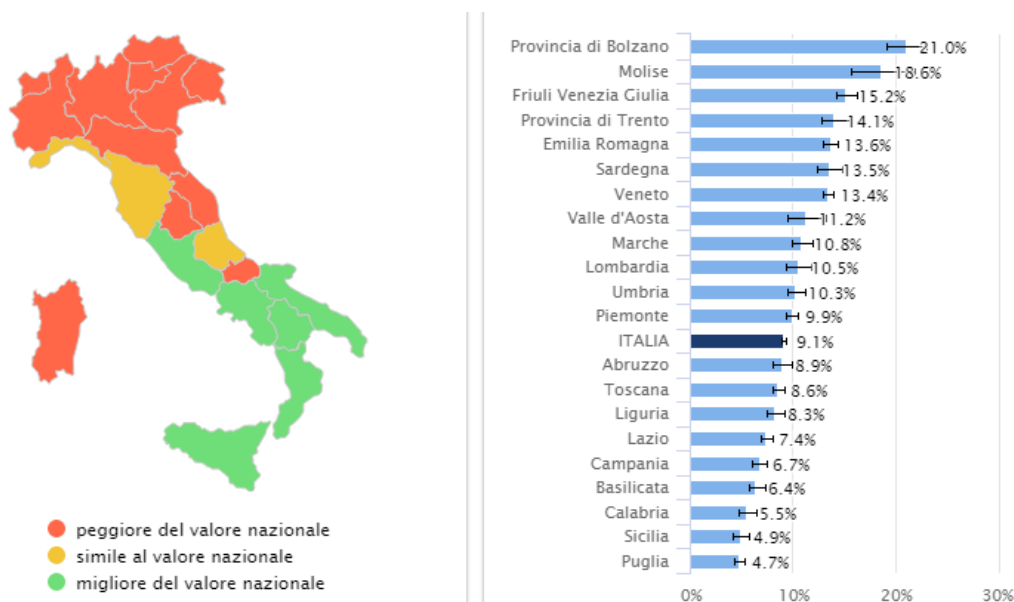 peggiore del valore nazionale
simile al valore nazionale
migliore del valore nazionale
Provincia di Bolzano 21.0%
Molise 18.6%
Friuli Venezia Giulia 15.2%
Provincia di Trento 14.1%
Emilia Romagna 13.6%
Sardegna 13.5%
Veneto 13.4%
Valle d'Aosta 11.2%
Marche 10.8%
Lombardia 10.5%
Umbria 10.3%
Piemonte 9.9%
ITALIA 9.1%
Abruzzo 8.9%
Toscana 8.6%
Liguria 8.3%
Lazio 7.4%
Campania 6.7%
Basilicata 6.4%
Calabria 5.5%
Sicilia 4.9%
Puglia 4.7%
0% 10% 20% 30%